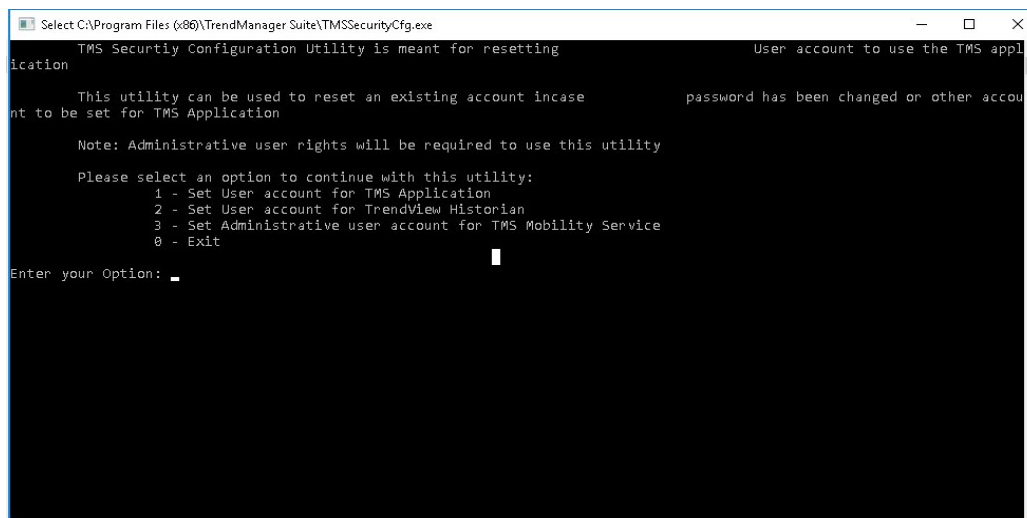 Select C:\Program Files (x86)\TrendManager Suite\TMSSecurityCfg.exe
TMS Securtiy Configuration Utility is meant for resetting User account to use the TMS appl
ication
This utility can be used to reset an existing account incase password has been changed or other accou
nt to be set for TMS Application
Note: Administrative user rights will be required to use this utility
Please select an option to continue with this utility:
1 - Set User account for TMS Application
2 - Set User account for TrendView Historian
3 - Set Administrative user account for TMS Mobility Service
0 - Exit
Enter your Option: